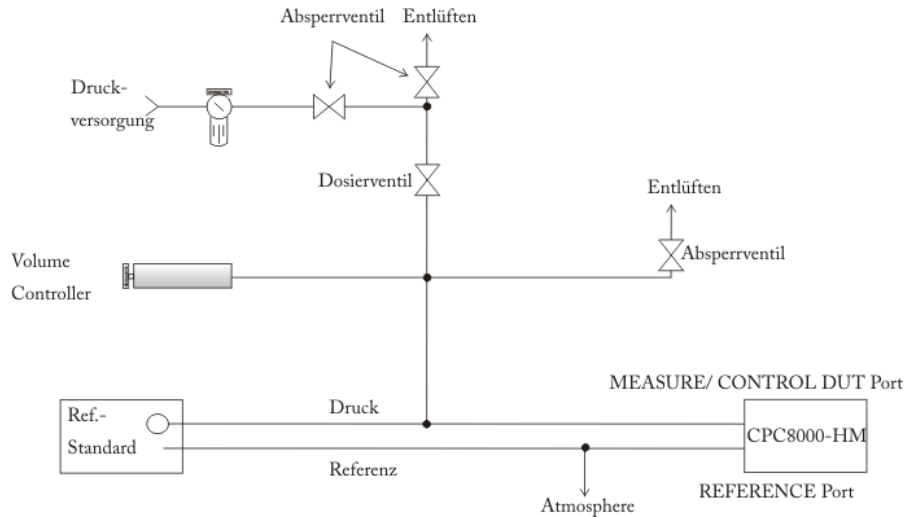 Absperrventil
Entlüften
Druck-
versorgung
Dosierventil
Entlüften
Absperrventil
Volume
Controller
MEASURE/ CONTROL DUT Port
Ref.-
Standard
Druck
CPC8000-HM
Referenz
REFERENCE Port
Atmosphere